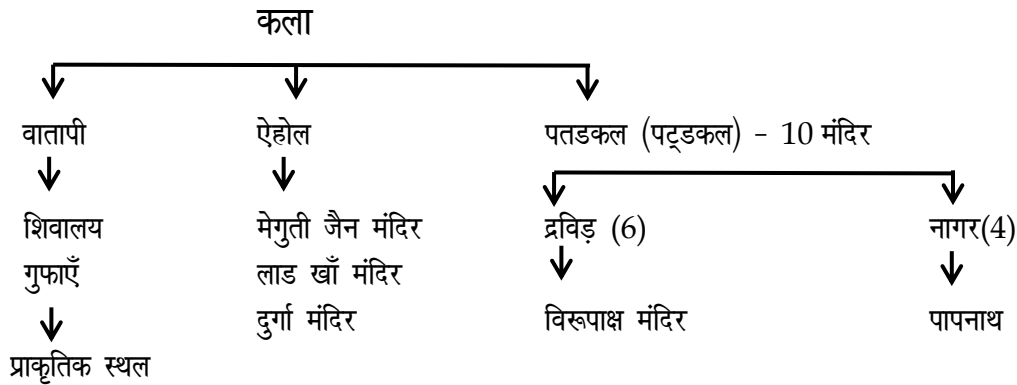 कला
वातापी ऐहोल पतडकल (पट्डकल) - 10 मंदिर
शिवालय मेगुती जैन मंदिर द्रविड़ (6) नागर(4)
गुफाएँ लाड खाँ मंदिर
दुर्गा मंदिर विरूपाक्ष मंदिर पापनाथ
प्राकृतिक स्थल